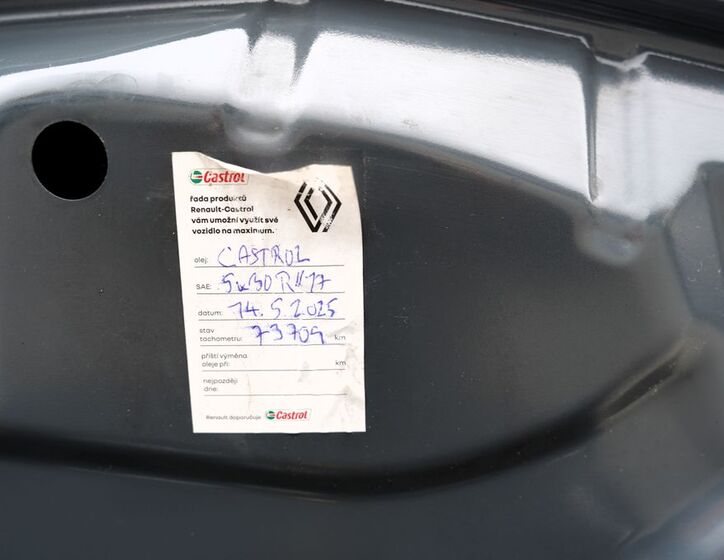 Castrol
řada produktů
Renault-Castrol
vám umožní využít své
vozidlo na maximum.
olej: CASTROL
SAE: 5w30 RN17
datum: 14. 5. 2025
stav
tachometru: 73709 km
příští výměna
oleje při: km
nejpozději
dne:
Renault doporučuje Castrol